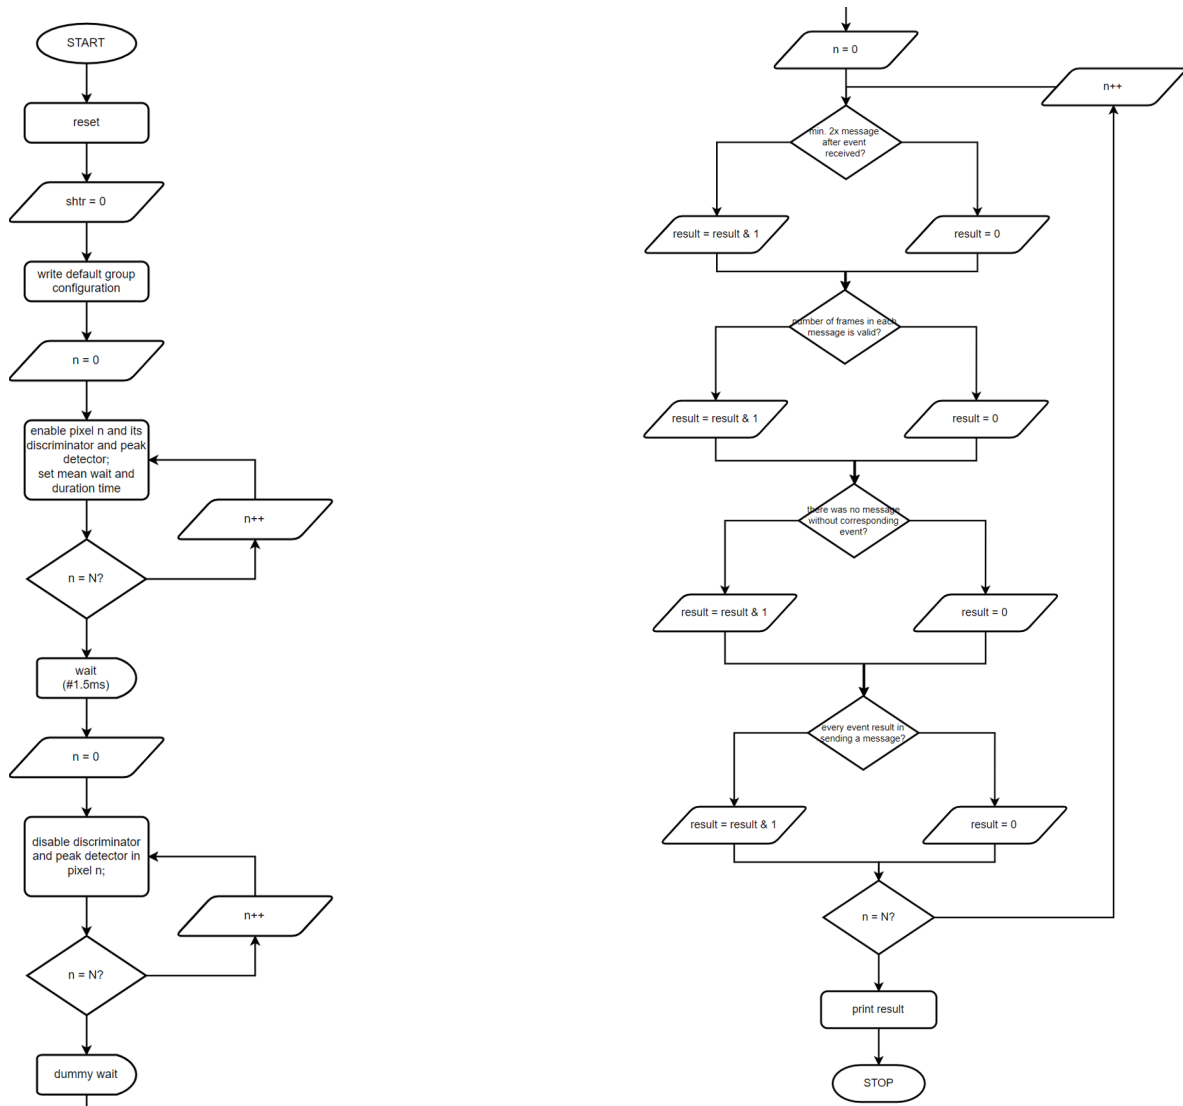 START
reset
shtr = 0
write default group
configuration
n = 0
enable pixel n and its
discriminator and peak
detector;
set mean wait and
duration time
n++
n = N?
wait
(#1.5ms)
n = 0
disable discriminator
and peak detector in
pixel n;
n++
n = N?
dummy wait
n = 0
n++
min. 2x message
after event
received?
result = result & 1
result = 0
number of frames in each
message is valid?
result = result & 1
result = 0
there was no message
without corresponding
event?
result = result & 1
result = 0
every event result in
sending a message?
result = result & 1
result = 0
n = N?
print result
STOP